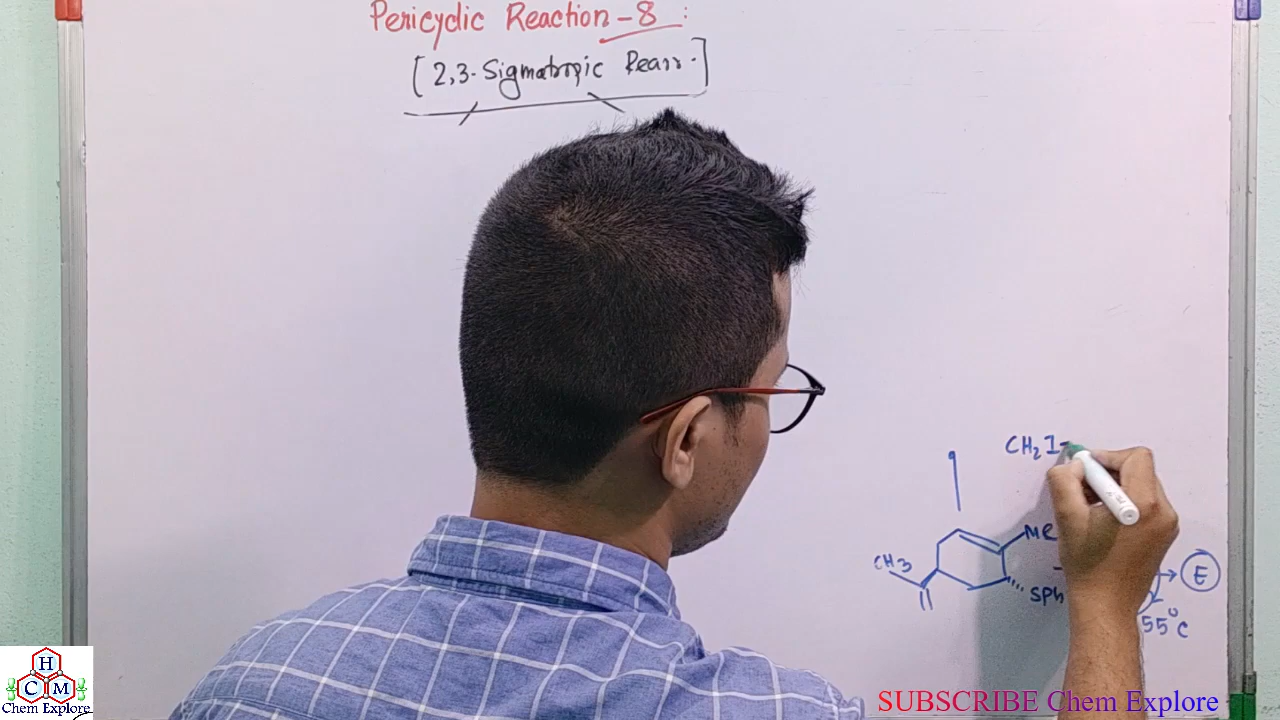 Pericyclic Reaction-8 :
[2,3-Sigmatropic Rearr.]
CH2I
Me
CH3
SPh
E
55°C
H
C M
Chem Explore
SUBSCRIBE Chem Explore